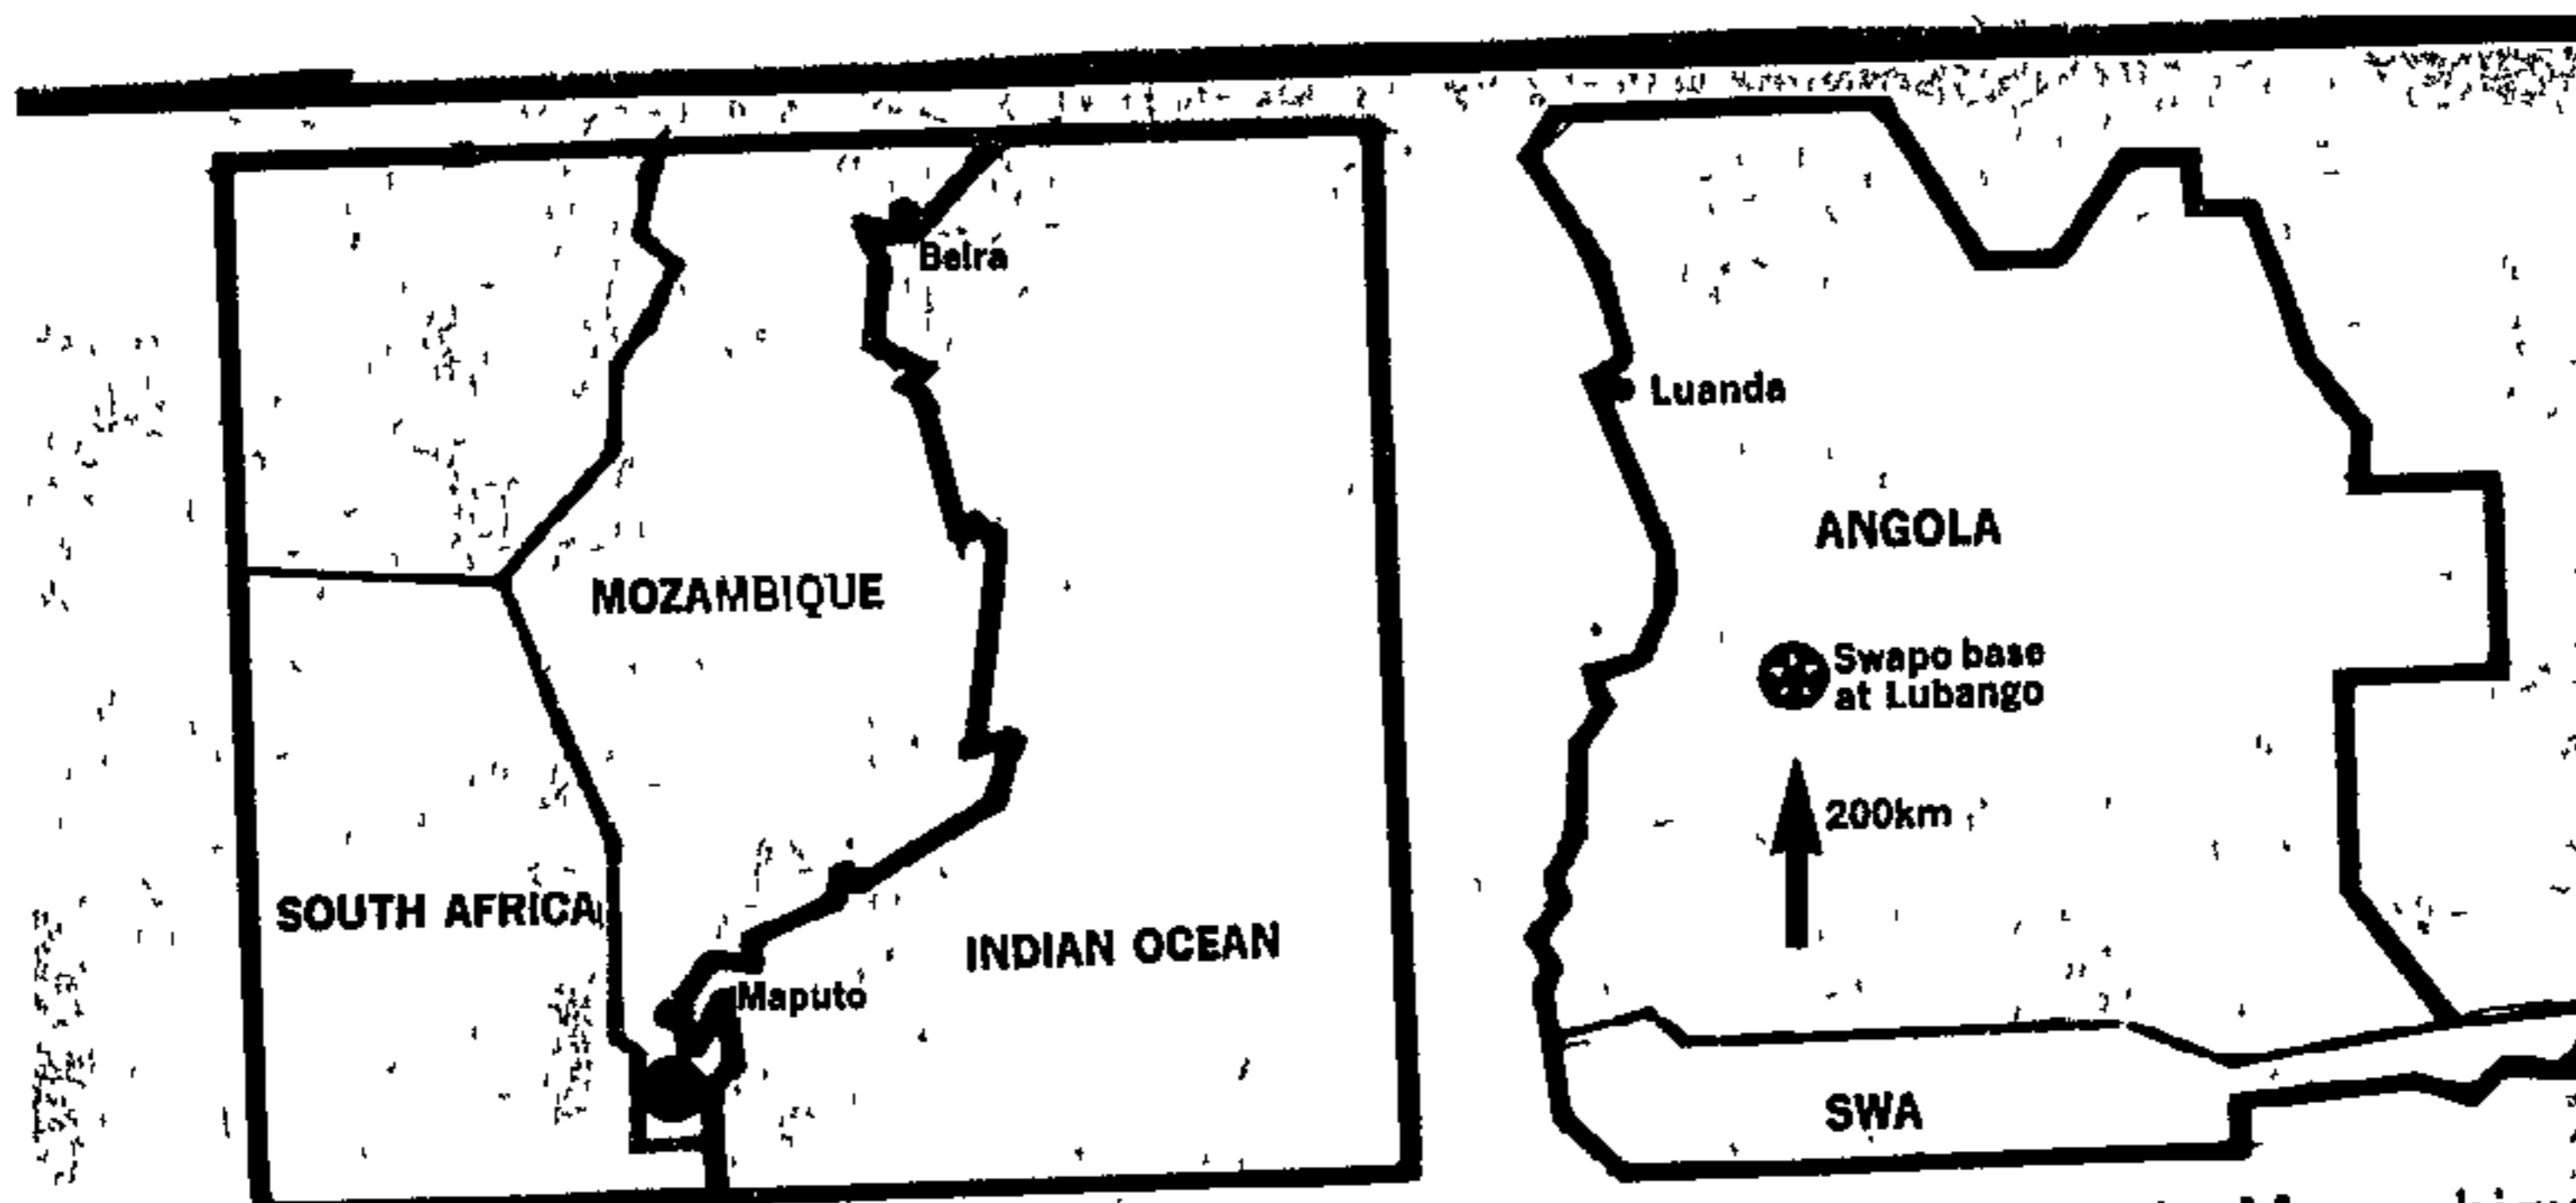 Beira
MOZAMBIQUE
SOUTH AFRICA
INDIAN OCEAN
Maputo
Luanda
ANGOLA
Swapo base
at Lubango
200km
SWA